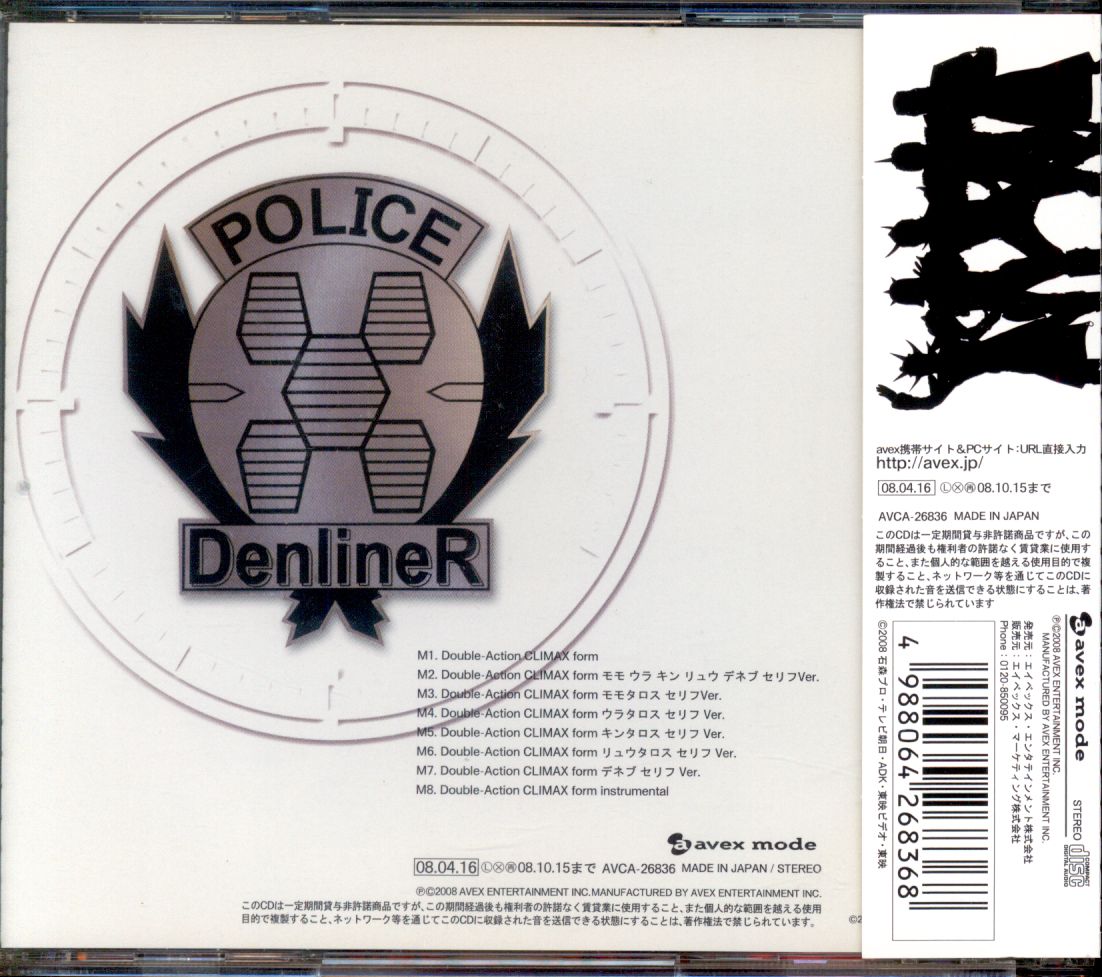 POLICE
DenlineR
M1. Double-Action CLIMAX form
M2. Double-Action CLIMAX form モモ ウラ キン リュウ デネブ セリフVer.
M3. Double-Action CLIMAX form モモタロス セリフVer.
M4. Double-Action CLIMAX form ウラタロス セリフ Ver.
M5. Double-Action CLIMAX form キンタロス セリフ Ver.
M6. Double-Action CLIMAX form リュウタロス セリフ Ver.
M7. Double-Action CLIMAX form デネブ セリフ Ver.
M8. Double-Action CLIMAX form instrumental
avex mode
08.04.16 Ⓛ Ⓧ ㊞08.10.15まで AVCA-26836 MADE IN JAPAN / STEREO
℗©2008 AVEX ENTERTAINMENT INC.MANUFACTURED BY AVEX ENTERTAINMENT INC.
このCDは一定期間貸与非許諾商品ですが、この期間経過後も権利者の許諾なく賃貸業に使用すること、また個人的な範囲を越える使用
目的で複製すること、ネットワーク等を通じてこのCDに収録された音を送信できる状態にすることは、著作権法で禁じられています。
©2
avex携帯サイト&PCサイト:URL直接入力
http://avex.jp/
08.04.16 Ⓛ Ⓧ 08.10.15まで
AVCA-26836 MADE IN JAPAN
このCDは一定期間貸与非許諾商品ですが、この
期間経過後も権利者の許諾なく賃貸業に使用す
ること、また個人的な範囲を越える使用目的で複
製すること、ネットワーク等を通じてこのCDに
収録された音を送信できる状態にすることは、著
作権法で禁じられています
avex mode
STEREO
COMPACT
disc
DIGITAL AUDIO
℗©2008 AVEX ENTERTAINMENT INC.
MANUFACTURED BY AVEX ENTERTAINMENT INC.
発売元:エイベックス・エンタテインメント株式会社
販売元:エイベックス・マーケティング株式会社
Phone:0120-850095
4 988064 268368
©2008 石森プロ・テレビ朝日・ADK・東映ビデオ・東映